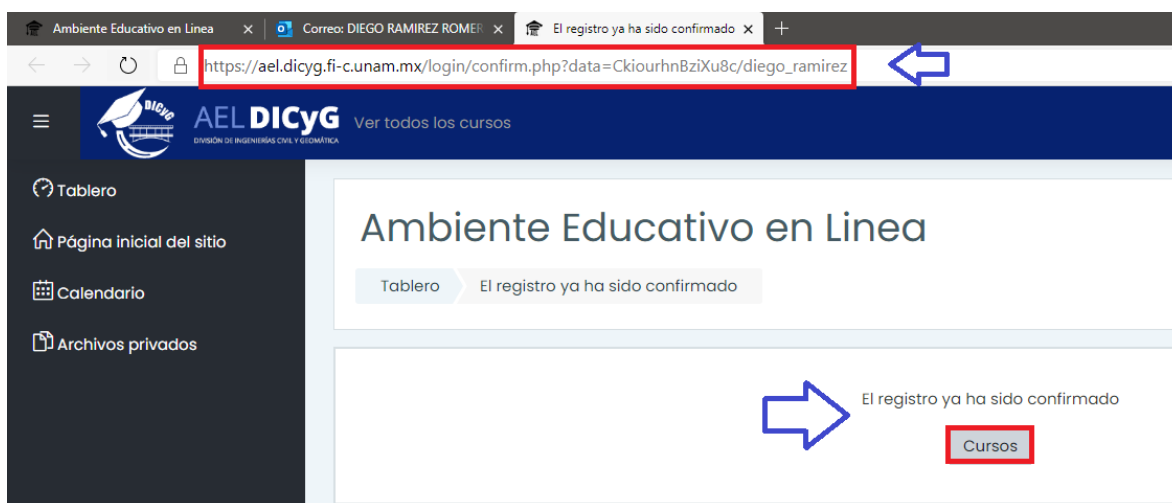 Ambiente Educativo en Linea
Correo: DIEGO RAMIREZ ROMER
El registro ya ha sido confirmado
https://ael.dicyg.fi-c.unam.mx/login/confirm.php?data=CkiourhnBziXu8c/diego_ramirez
DICyG
AEL DICyG
DIVISIÓN DE INGENIERÍAS CIVIL Y GEOMÁTICA
Ver todos los cursos
Tablero
Página inicial del sitio
Calendario
Archivos privados
Ambiente Educativo en Linea
Tablero
El registro ya ha sido confirmado
El registro ya ha sido confirmado
Cursos